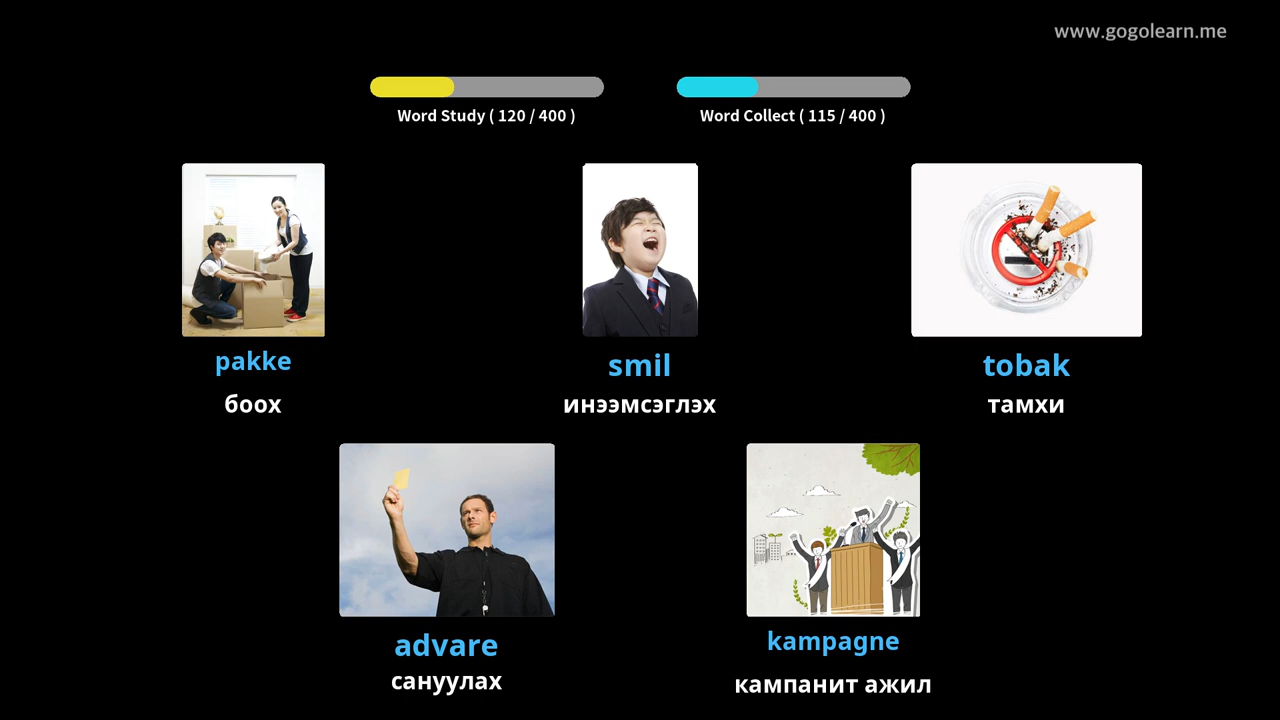 www.gogolearn.me
Word Study ( 120 / 400 )
Word Collect ( 115 / 400 )
pakke
smil
tobak
боох
инээмсэглэх
тамхи
advare
kampagne
сануулах
кампанит ажил